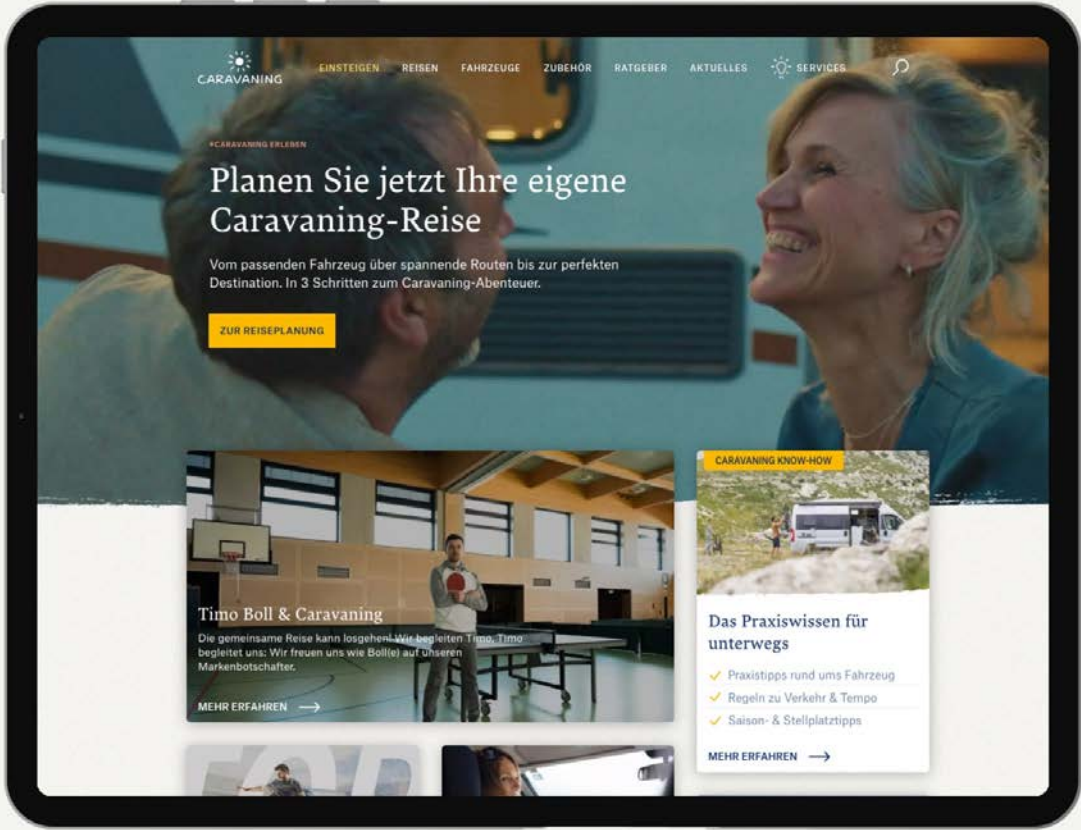 CARAVANING
EINSTEIGEN REISEN FAHRZEUGE ZUBEHÖR RATGEBER AKTUELLES SERVICES
#CARAVANING ERLEBEN
Planen Sie jetzt Ihre eigene
Caravaning-Reise
Vom passenden Fahrzeug über spannende Routen bis zur perfekten
Destination. In 3 Schritten zum Caravaning-Abenteuer.
ZUR REISEPLANUNG
Timo Boll & Caravaning
Die gemeinsame Reise kann losgehen! Wir begleiten Timo, Timo
begleitet uns: Wir freuen uns wie Boll(e) auf unseren
Markenbotschafter.
MEHR ERFAHREN
CARAVANING KNOW-HOW
Das Praxiswissen für
unterwegs
Praxistipps rund ums Fahrzeug
Regeln zu Verkehr & Tempo
Saison- & Stellplatztipps
MEHR ERFAHREN
TOP